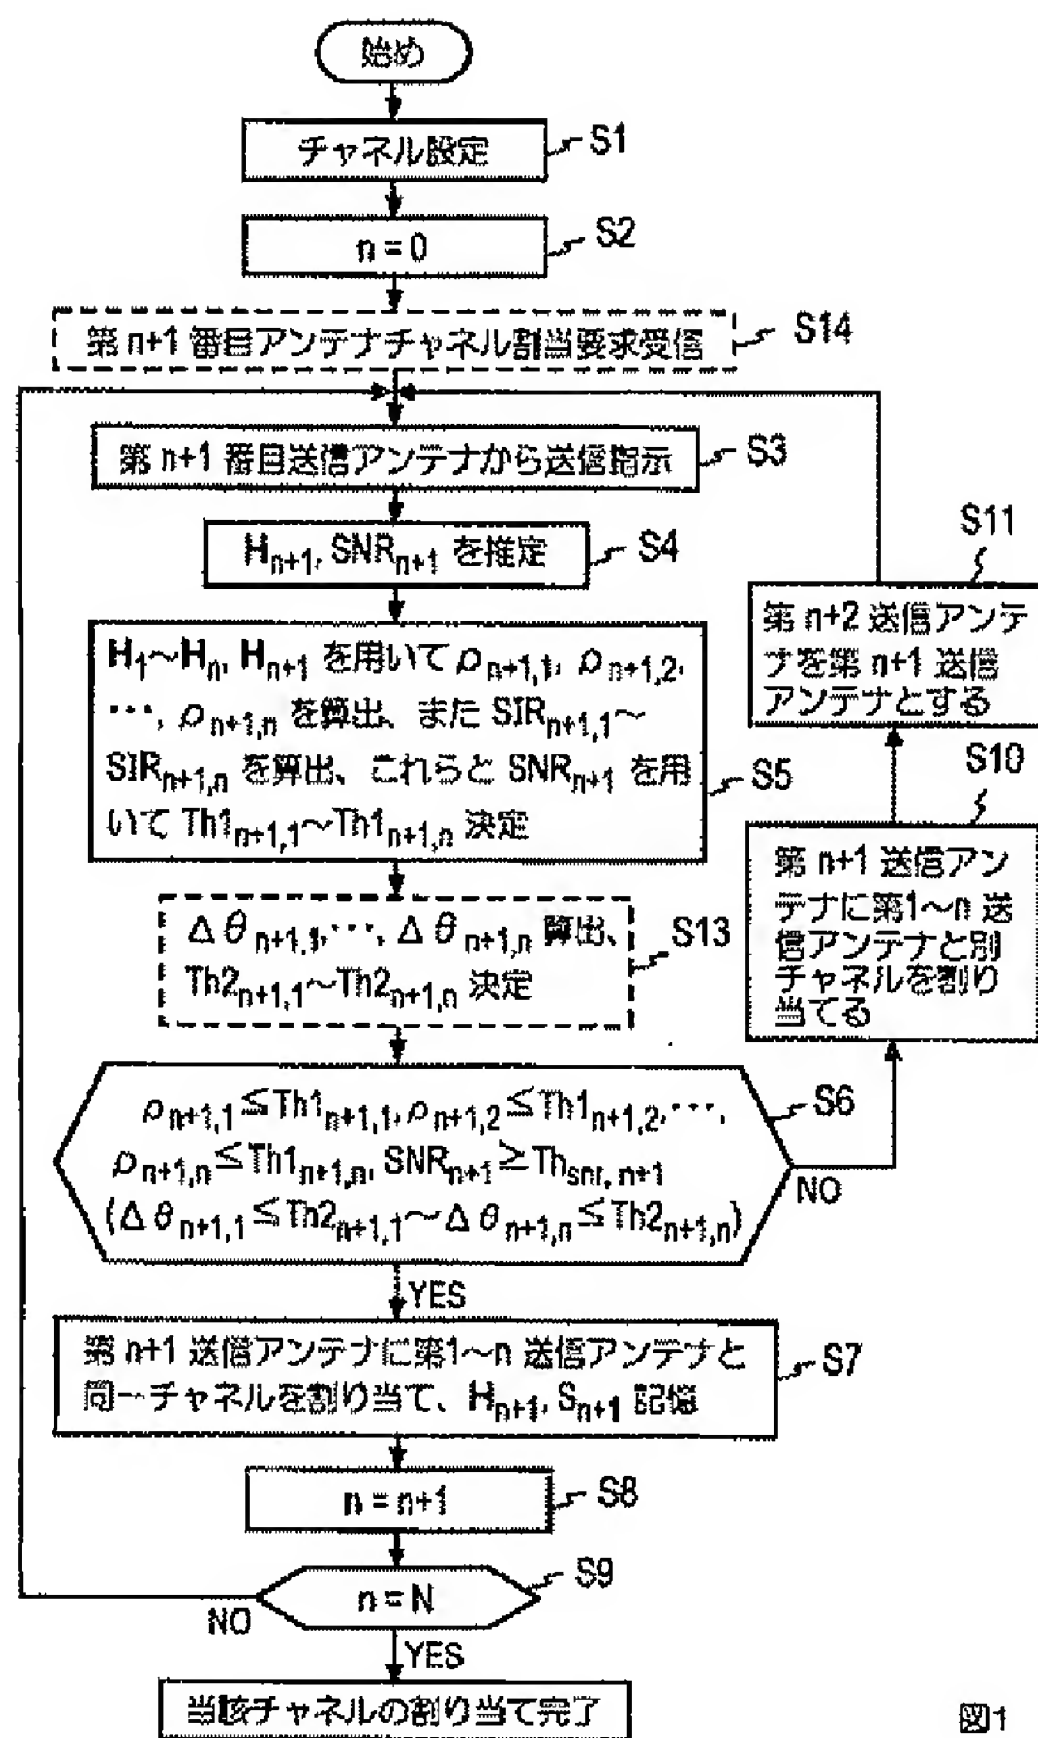 始め
チャネル設定
S1
n = 0
S2
第 n+1 番目アンテナチャネル割当要求受信
S14
第 n+1 番目送信アンテナから送信指示
S3
Hn+1, SNRn+1 を推定
S4
H1～Hn, Hn+1 を用いて ρn+1,1, ρn+1,2,
…, ρn+1,n を算出、また SIRn+1,1～
SIRn+1,n を算出、これらと SNRn+1 を用
いて Th1n+1,1～Th1n+1,n 決定
S5
Δθn+1,1,…, Δθn+1,n 算出、
Th2n+1,1～Th2n+1,n 決定
S13
ρn+1,1≦Th1n+1,1, ρn+1,2≦Th1n+1,2,…,
ρn+1,n≦Th1n+1,n, SNRn+1≧Thsnr, n+1
(Δθn+1,1≦Th2n+1,1～Δθn+1,n≦Th2n+1,n)
S6
NO
YES
S11
第 n+2 送信アンテ
ナを第 n+1 送信
アンテナとする
S10
第 n+1 送信アン
テナに第1～n 送
信アンテナと別
チャネルを割り
当てる
第 n+1 送信アンテナに第1～n 送信アンテナと
同一チャネルを割り当て、Hn+1, Sn+1 記憶
S7
n = n+1
S8
n = N
S9
NO
YES
当該チャネルの割り当て完了
図1